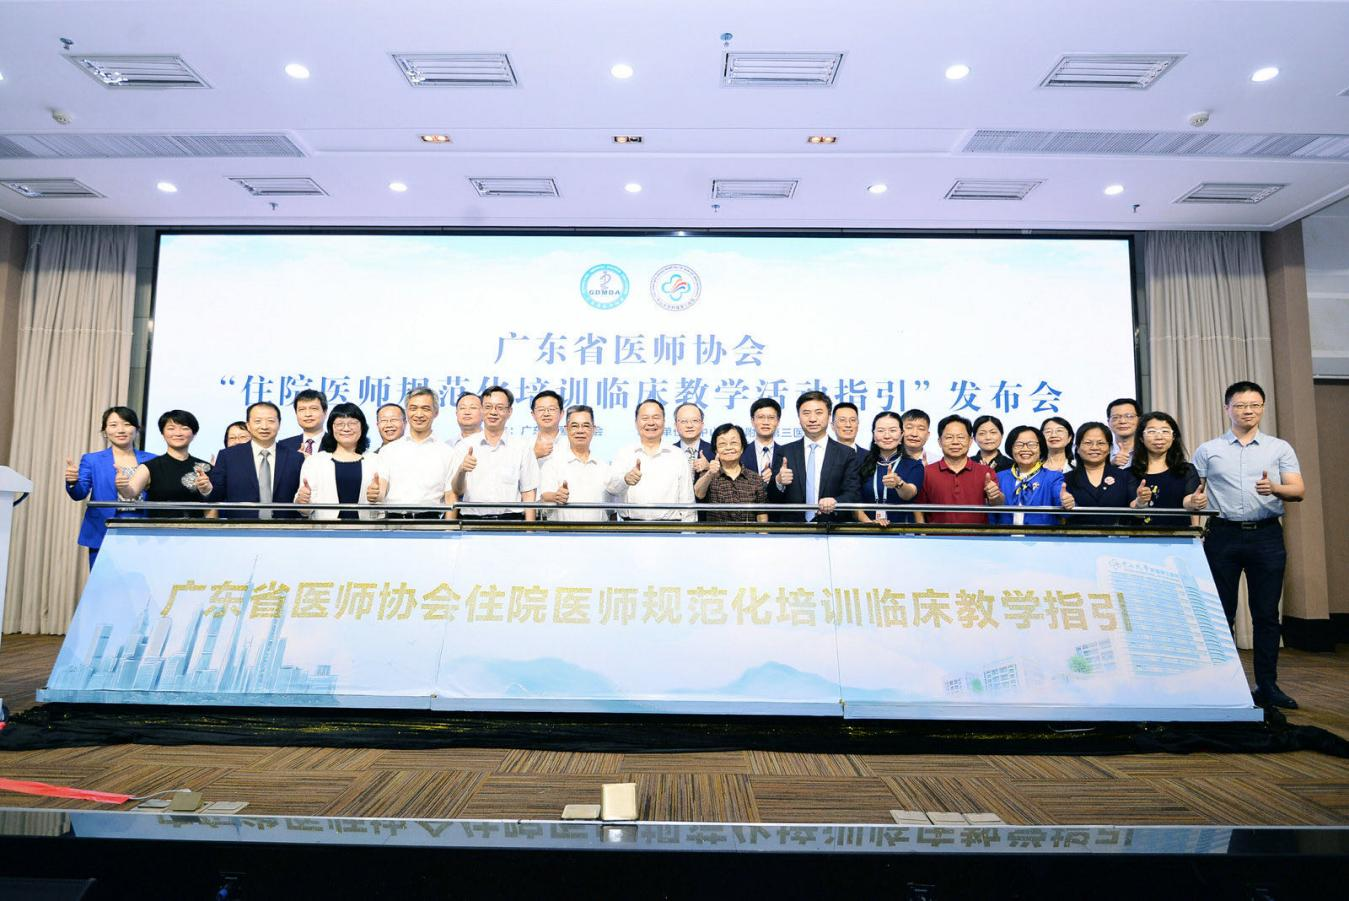 GDMDA
广东省医师协会
“住院医师规范化培训临床教学活动指引”发布会
广东省医师协会住院医师规范化培训临床教学指引